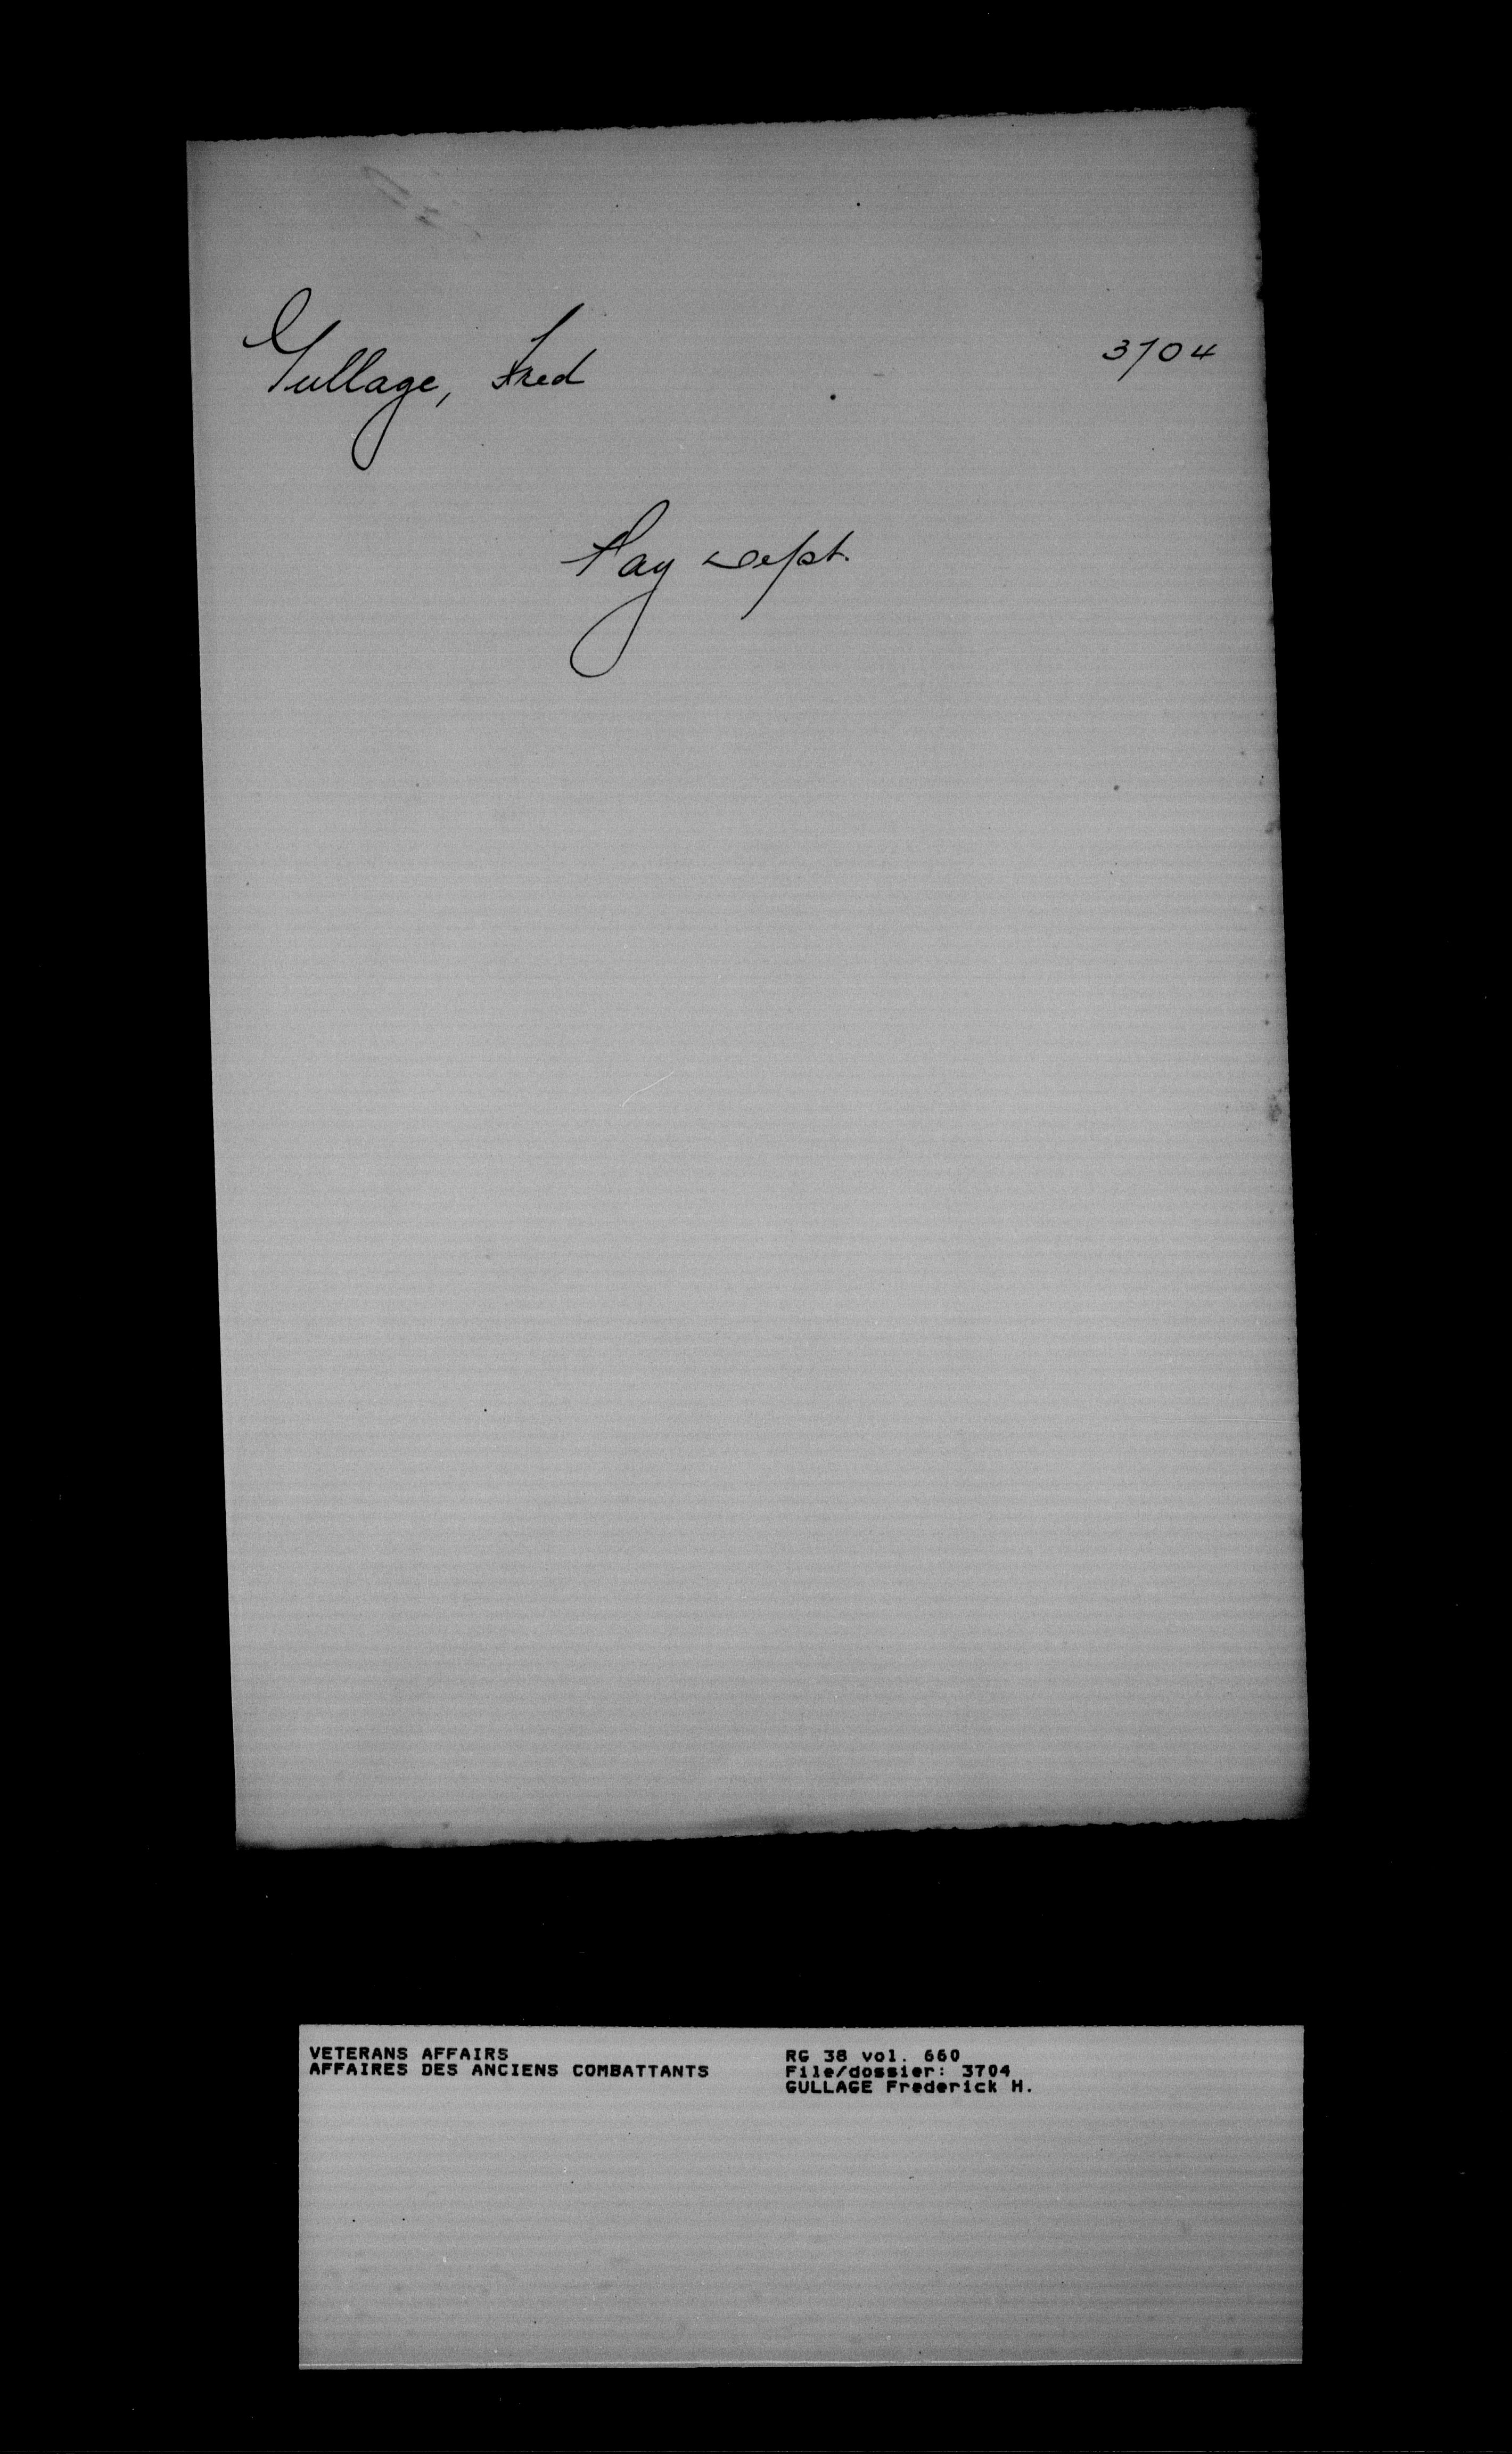 Gullage, Fred 3704
Pay Dept.
VETERANS AFFAIRS
AFFAIRES DES ANCIENS COMBATTANTS
RG 38 vol. 660
File/dossier: 3704
GULLAGE Frederick H.